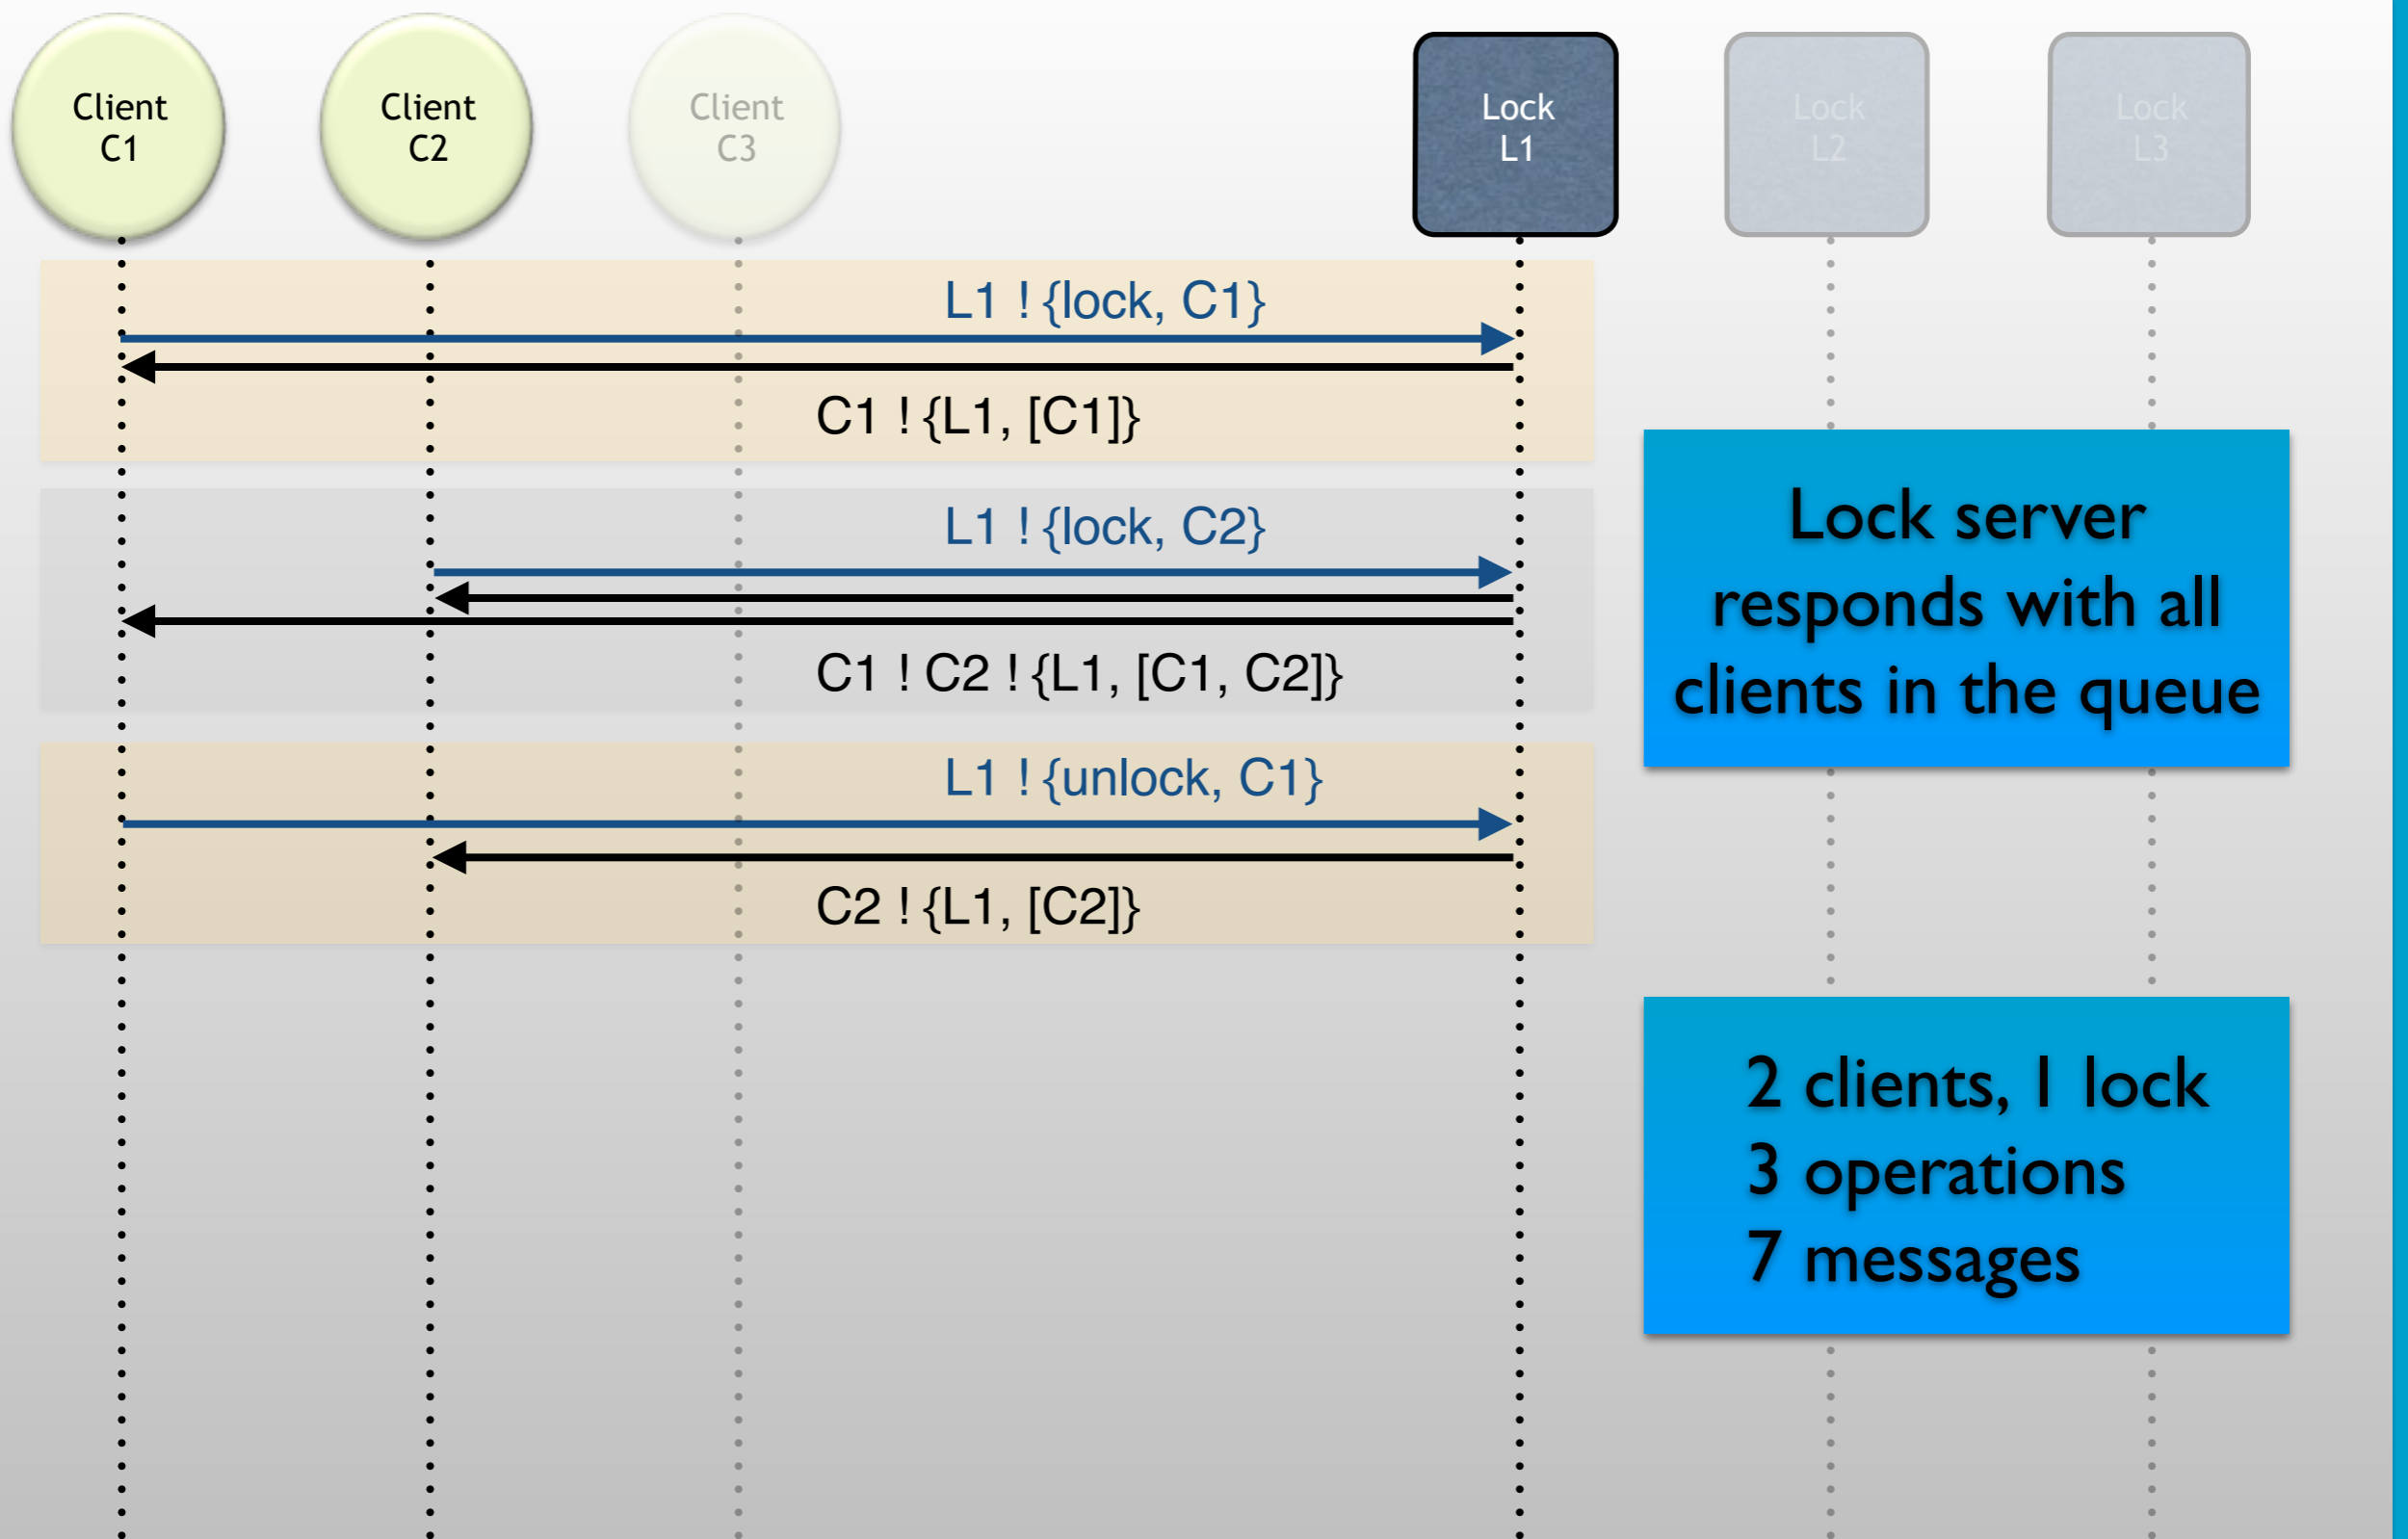 Client
C1
Client
C2
Client
C3
Lock
L1
Lock
L2
Lock
L3
L1 ! {lock, C1}
C1 ! {L1, [C1]}
L1 ! {lock, C2}
C1 ! C2 ! {L1, [C1, C2]}
L1 ! {unlock, C1}
C2 ! {L1, [C2]}
Lock server
responds with all
clients in the queue
2 clients, 1 lock
3 operations
7 messages